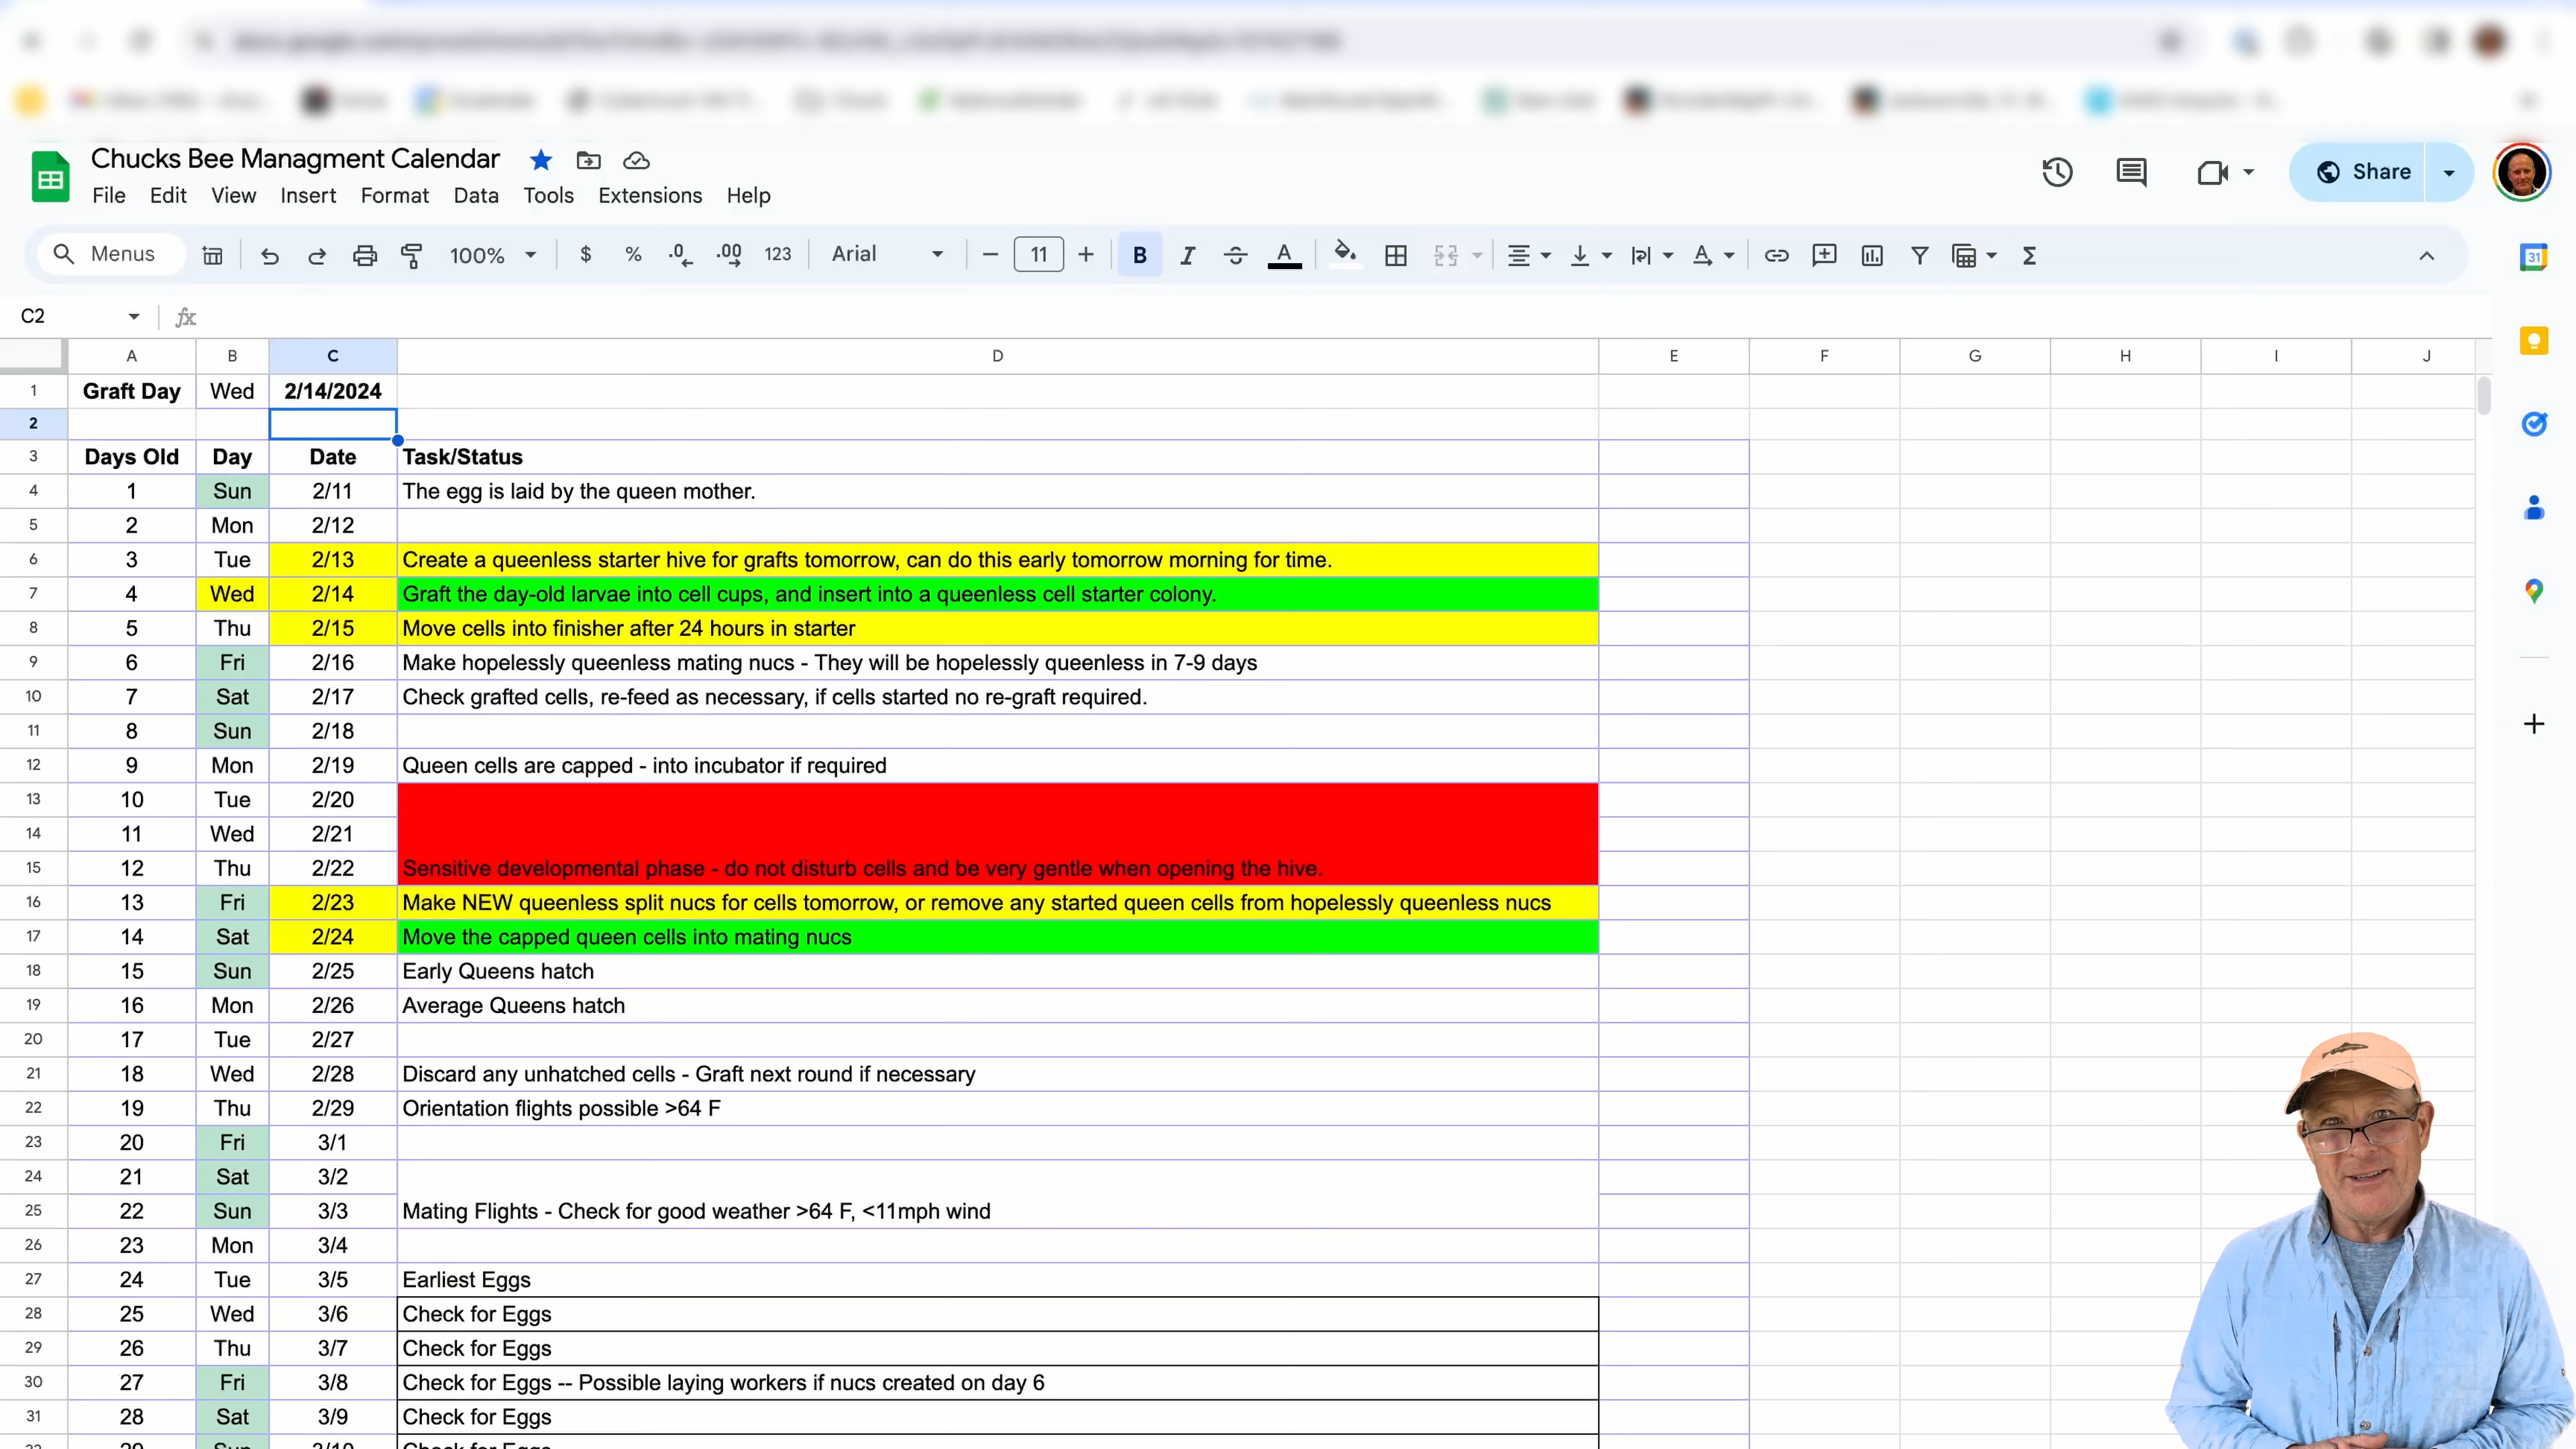 Chucks Bee Managment Calendar
File Edit View Insert Format Data Tools Extensions Help
Share
Menus 100% $ % .0 .00 123 Arial 11 B I A A Σ
31
C2 fx
A B C D E F G H I J
1 Graft Day Wed 2/14/2024
2
3 Days Old Day Date Task/Status
4 1 Sun 2/11 The egg is laid by the queen mother.
5 2 Mon 2/12
6 3 Tue 2/13 Create a queenless starter hive for grafts tomorrow, can do this early tomorrow morning for time.
7 4 Wed 2/14 Graft the day-old larvae into cell cups, and insert into a queenless cell starter colony.
8 5 Thu 2/15 Move cells into finisher after 24 hours in starter
9 6 Fri 2/16 Make hopelessly queenless mating nucs - They will be hopelessly queenless in 7-9 days
10 7 Sat 2/17 Check grafted cells, re-feed as necessary, if cells started no re-graft required.
11 8 Sun 2/18
12 9 Mon 2/19 Queen cells are capped - into incubator if required
13 10 Tue 2/20
14 11 Wed 2/21
15 12 Thu 2/22 Sensitive developmental phase - do not disturb cells and be very gentle when opening the hive.
16 13 Fri 2/23 Make NEW queenless split nucs for cells tomorrow, or remove any started queen cells from hopelessly queenless nucs
17 14 Sat 2/24 Move the capped queen cells into mating nucs
18 15 Sun 2/25 Early Queens hatch
19 16 Mon 2/26 Average Queens hatch
20 17 Tue 2/27
21 18 Wed 2/28 Discard any unhatched cells - Graft next round if necessary
22 19 Thu 2/29 Orientation flights possible >64 F
23 20 Fri 3/1
24 21 Sat 3/2
25 22 Sun 3/3 Mating Flights - Check for good weather >64 F, <11mph wind
26 23 Mon 3/4
27 24 Tue 3/5 Earliest Eggs
28 25 Wed 3/6 Check for Eggs
29 26 Thu 3/7 Check for Eggs
30 27 Fri 3/8 Check for Eggs -- Possible laying workers if nucs created on day 6
31 28 Sat 3/9 Check for Eggs